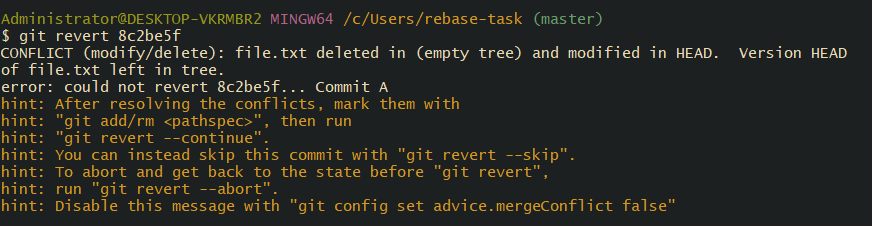 Administrator@DESKTOP-VKRMBR2 MINGW64 /c/Users/rebase-task (master)
$ git revert 8c2be5f
CONFLICT (modify/delete): file.txt deleted in (empty tree) and modified in HEAD.  Version HEAD
of file.txt left in tree.
error: could not revert 8c2be5f... Commit A
hint: After resolving the conflicts, mark them with
hint: "git add/rm <pathspec>", then run
hint: "git revert --continue".
hint: You can instead skip this commit with "git revert --skip".
hint: To abort and get back to the state before "git revert",
hint: run "git revert --abort".
hint: Disable this message with "git config set advice.mergeConflict false"